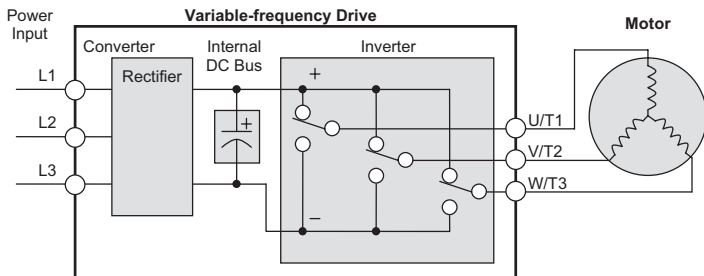 Variable-frequency Drive
Power
Input
Motor
Converter
Internal
DC Bus
Inverter
Rectifier
L1
L2
L3
+
+
–
U/T1
V/T2
W/T3